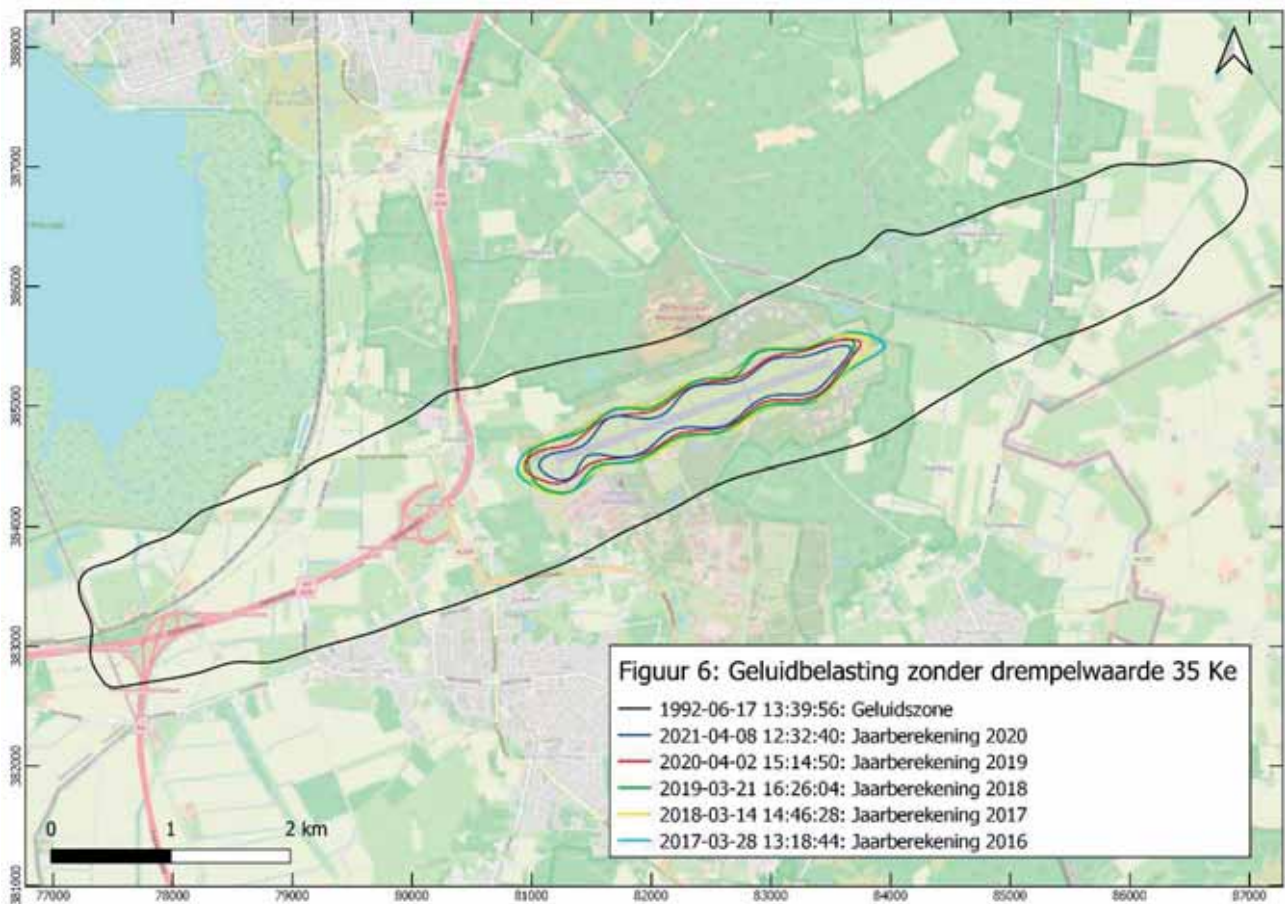 388000
387000
386000
385000
384000
383000
382000
381000
Figuur 6: Geluidbelasting zonder drempelwaarde 35 Ke
1992-06-17 13:39:56: Geluidszone
2021-04-08 12:32:40: Jaarberekening 2020
2020-04-02 15:14:50: Jaarberekening 2019
2019-03-21 16:26:04: Jaarberekening 2018
2018-03-14 14:46:28: Jaarberekening 2017
2017-03-28 13:18:44: Jaarberekening 2016
0 1 2 km
77000 78000 79000 80000 81000 82000 83000 84000 85000 86000 87000